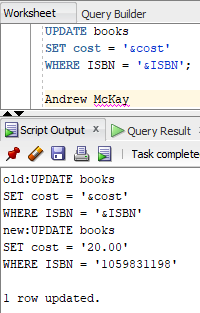 Worksheet Query Builder
UPDATE books
SET cost = '&cost'
WHERE ISBN = '&ISBN';
Andrew McKay
Script Output x Query Result x
Task complete
old:UPDATE books
SET cost = '&cost'
WHERE ISBN = '&ISBN'
new:UPDATE books
SET cost = '20.00'
WHERE ISBN = '1059831198'
1 row updated.